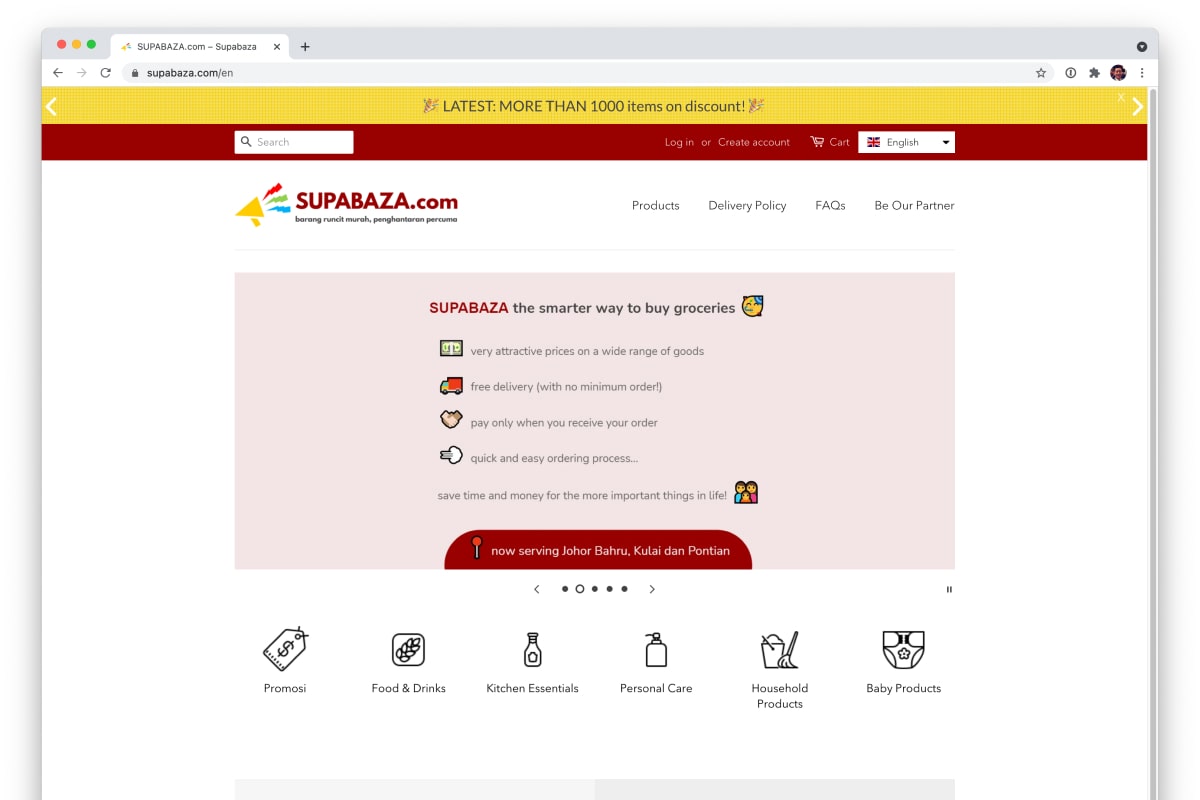 SUPABAZA.com – Supabaza
supabaza.com/en
LATEST: MORE THAN 1000 items on discount!
X
Search
Log in or Create account
Cart
English
SUPABAZA.com
barang runcit murah, penghantaran percuma
Products
Delivery Policy
FAQs
Be Our Partner
SUPABAZA the smarter way to buy groceries
very attractive prices on a wide range of goods
free delivery (with no minimum order!)
pay only when you receive your order
quick and easy ordering process...
save time and money for the more important things in life!
now serving Johor Bahru, Kulai dan Pontian
Promosi
Food & Drinks
Kitchen Essentials
Personal Care
Household
Products
Baby Products